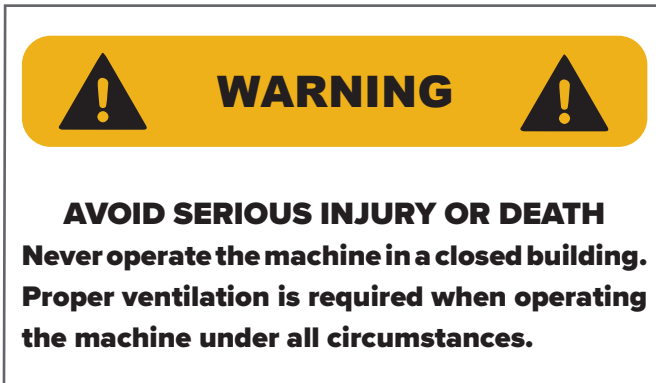 WARNING
AVOID SERIOUS INJURY OR DEATH
Never operate the machine in a closed building.
Proper ventilation is required when operating
the machine under all circumstances.